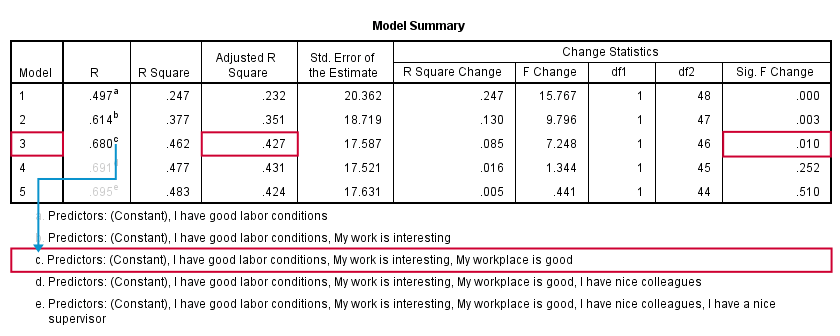 Model Summary
Change Statistics
Model R R Square Adjusted R Square Std. Error of the Estimate R Square Change F Change df1 df2 Sig. F Change
1 .497a .247 .232 20.362 .247 15.767 1 48 .000
2 .614b .377 .351 18.719 .130 9.796 1 47 .003
3 .680c .462 .427 17.587 .085 7.248 1 46 .010
4 .691 .477 .431 17.521 .016 1.344 1 45 .252
5 .695e .483 .424 17.631 .005 .441 1 44 .510
a. Predictors: (Constant), I have good labor conditions
b. Predictors: (Constant), I have good labor conditions, My work is interesting
c. Predictors: (Constant), I have good labor conditions, My work is interesting, My workplace is good
d. Predictors: (Constant), I have good labor conditions, My work is interesting, My workplace is good, I have nice colleagues
e. Predictors: (Constant), I have good labor conditions, My work is interesting, My workplace is good, I have nice colleagues, I have a nice
supervisor